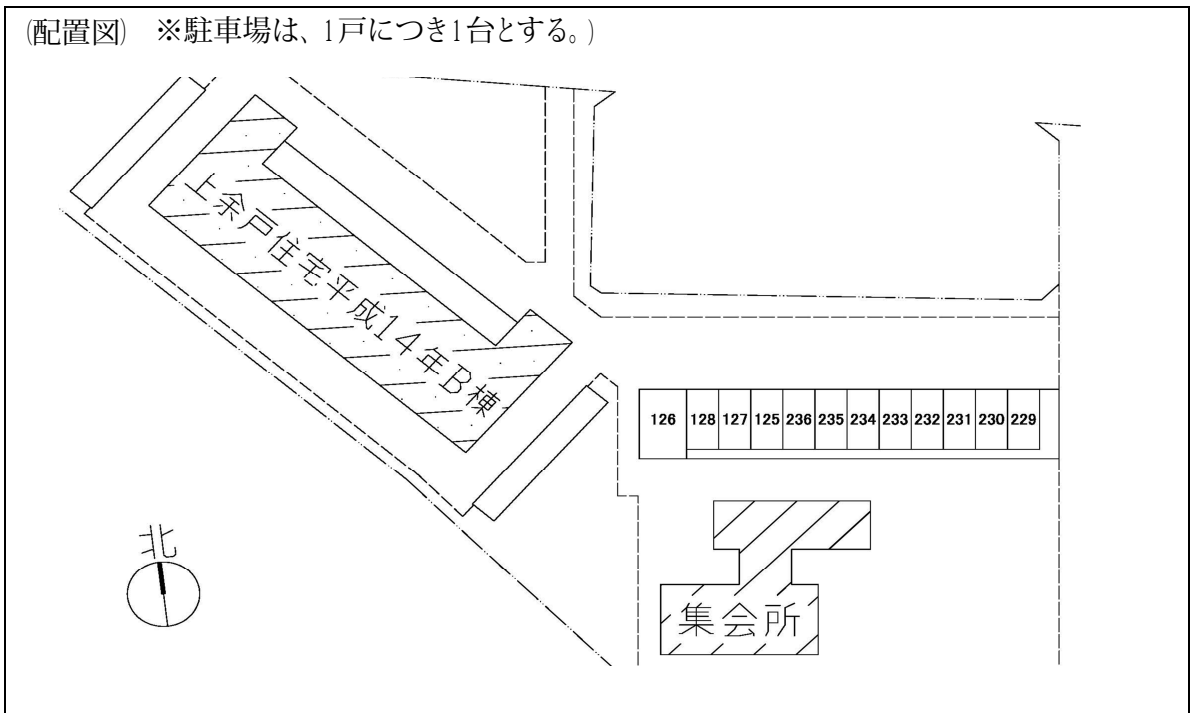 (配置図) ※駐車場は、1戸につき1台とする。)
上余戸住宅平成14年B棟
126 128 127 125 236 235 234 233 232 231 230 229
北
集会所